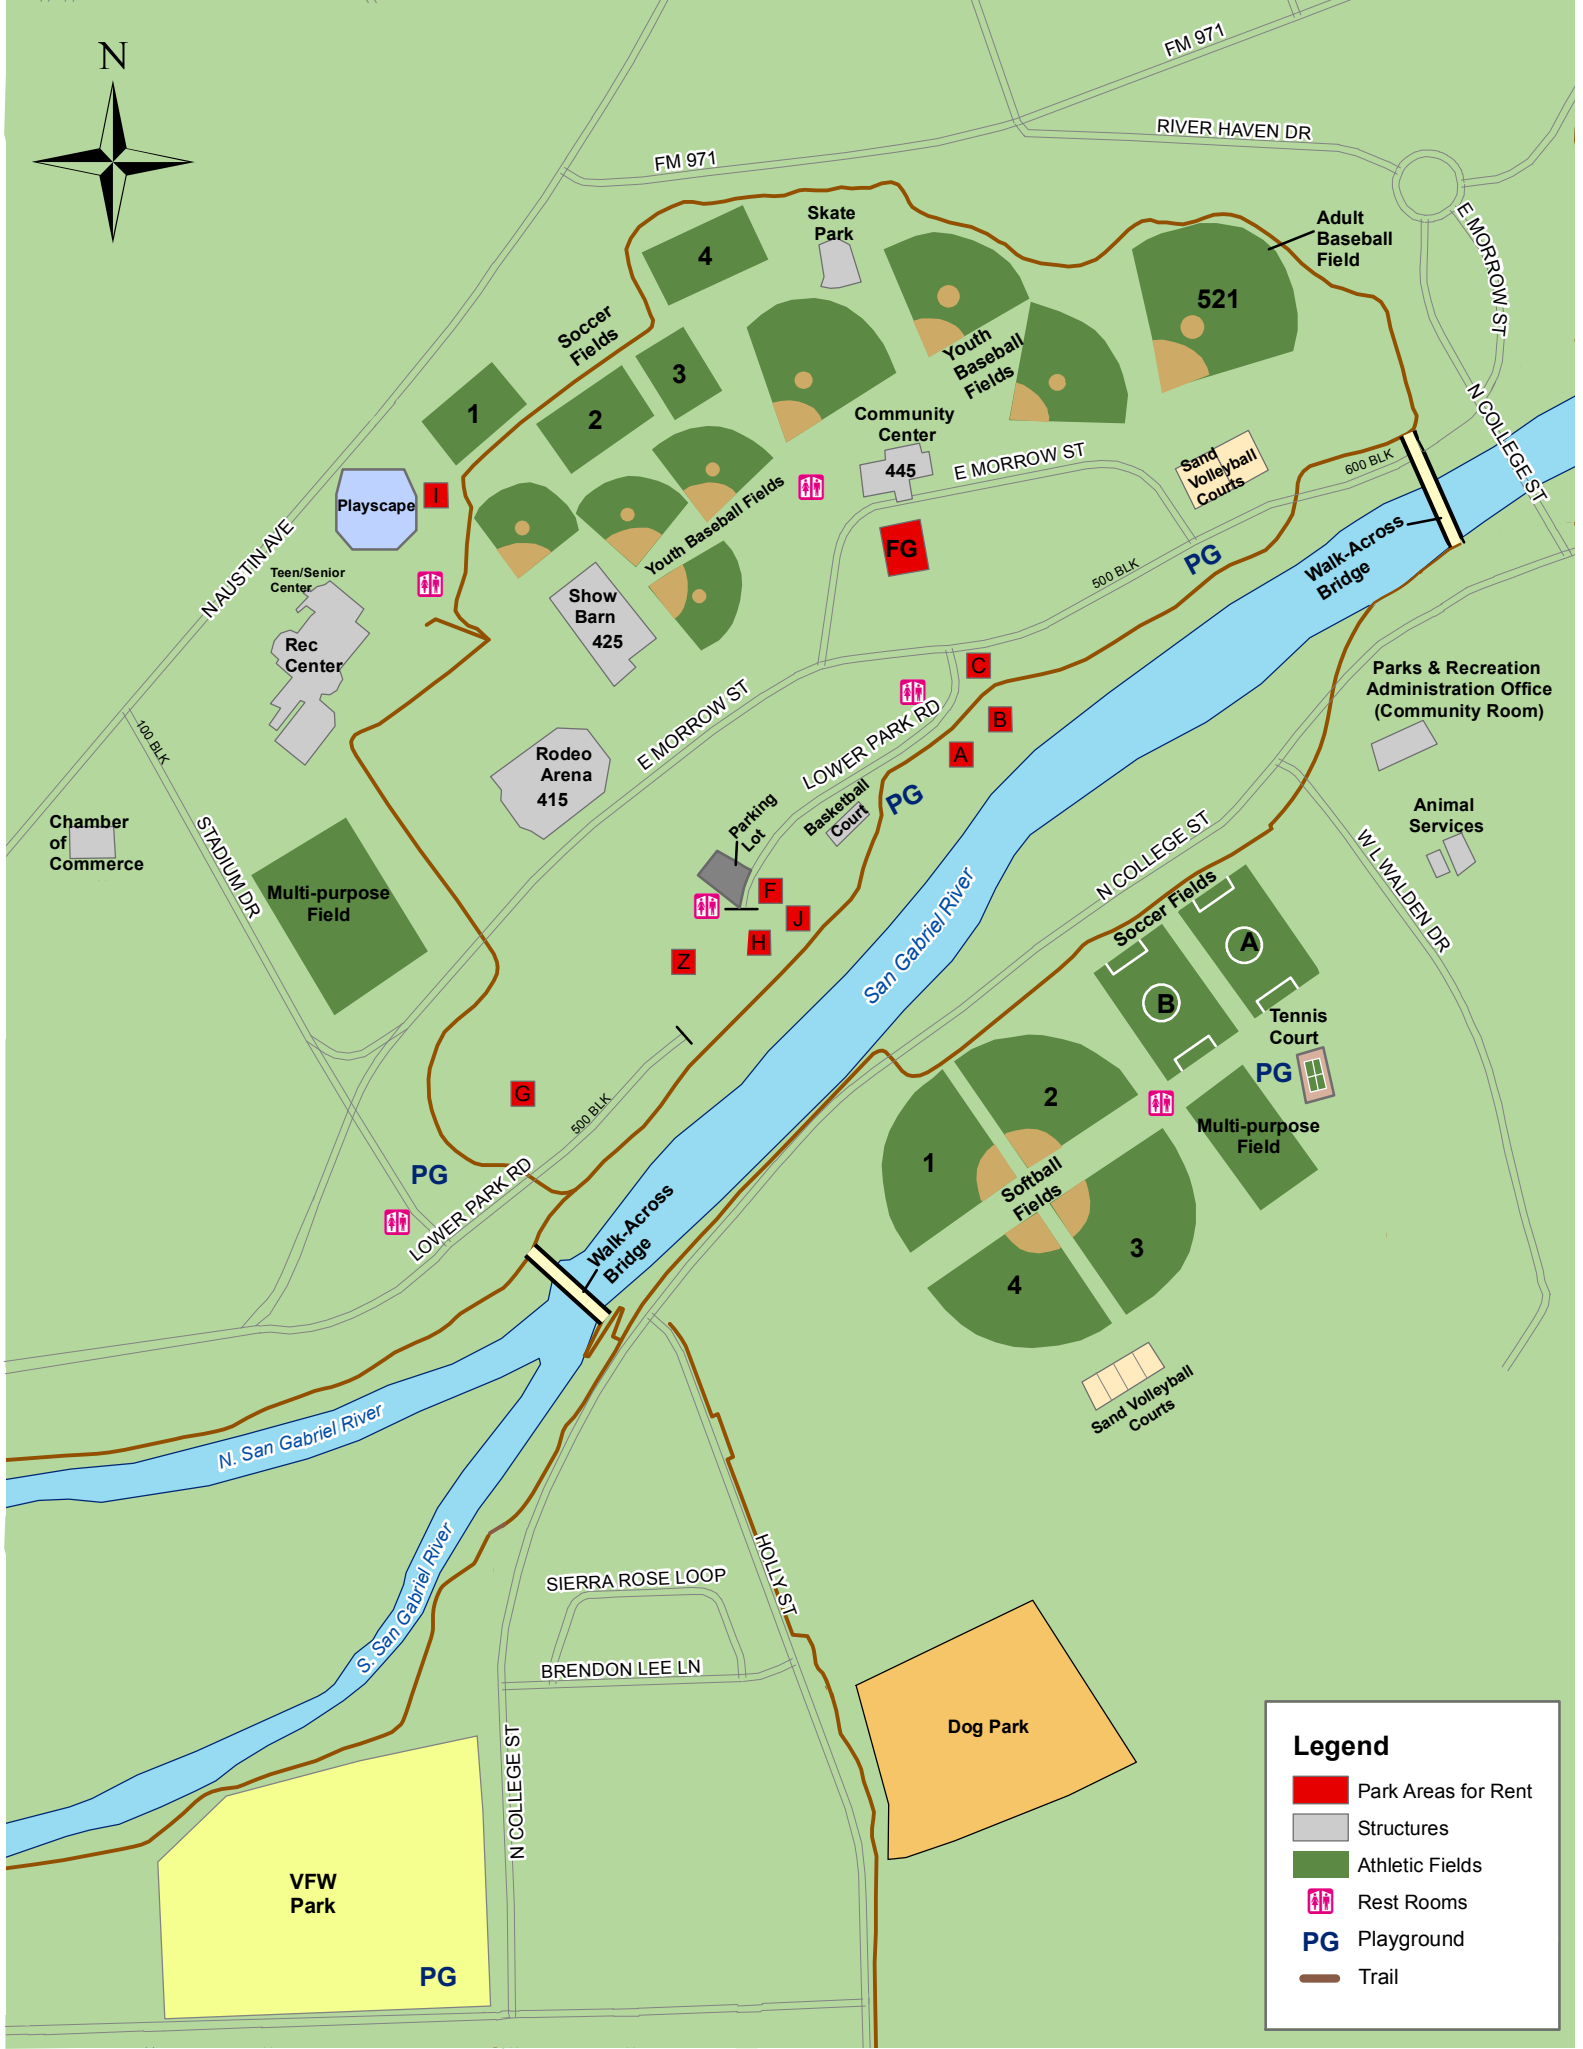 N
FM 971
FM 971
RIVER HAVEN DR
E MORROW ST
Adult
Baseball
Field
Skate
Park
4
521
Soccer
Fields
Youth
Baseball
Fields
3
1
2
N COLLEGE ST
Community
Center
445
E MORROW ST
Sand
Volleyball
Courts
600 BLK
Playscape
I
Youth Baseball Fields
N AUSTIN AVE
FG
500 BLK
PG
Walk-Across
Bridge
Teen/Senior
Center
Rec
Center
Show
Barn
425
C
B
A
Parks & Recreation
Administration Office
(Community Room)
100 BLK
E MORROW ST
LOWER PARK RD
Rodeo
Arena
415
PG
Basketball
Court
Parking
Lot
Animal
Services
Chamber
of
Commerce
STADIUM DR
Multi-purpose
Field
N COLLEGE ST
W L WALDEN DR
F
J
H
Z
San Gabriel River
Soccer Fields
A
B
Tennis
Court
PG
G
500 BLK
2
1
Multi-purpose
Field
Softball
Fields
3
4
PG
LOWER PARK RD
Walk-Across
Bridge
Sand Volleyball
Courts
N. San Gabriel River
S. San Gabriel River
HOLLY ST
SIERRA ROSE LOOP
BRENDON LEE LN
N COLLEGE ST
Dog Park
VFW
Park
PG
Legend
Park Areas for Rent
Structures
Athletic Fields
Rest Rooms
PG Playground
Trail